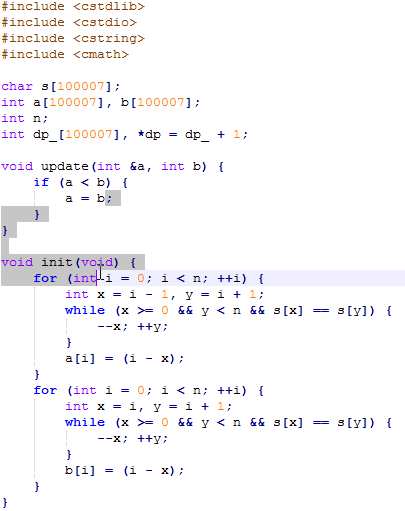 #include <cstdlib>
#include <cstdio>
#include <cstring>
#include <cmath>

char s[100007];
int a[100007], b[100007];
int n;
int dp_[100007], *dp = dp_ + 1;

void update(int &a, int b) {
    if (a < b) {
        a = b;
    }
}

void init(void) {
    for (int i = 0; i < n; ++i) {
        int x = i - 1, y = i + 1;
        while (x >= 0 && y < n && s[x] == s[y]) {
            --x; ++y;
        }
        a[i] = (i - x);
    }
    for (int i = 0; i < n; ++i) {
        int x = i, y = i + 1;
        while (x >= 0 && y < n && s[x] == s[y]) {
            --x; ++y;
        }
        b[i] = (i - x);
    }
}